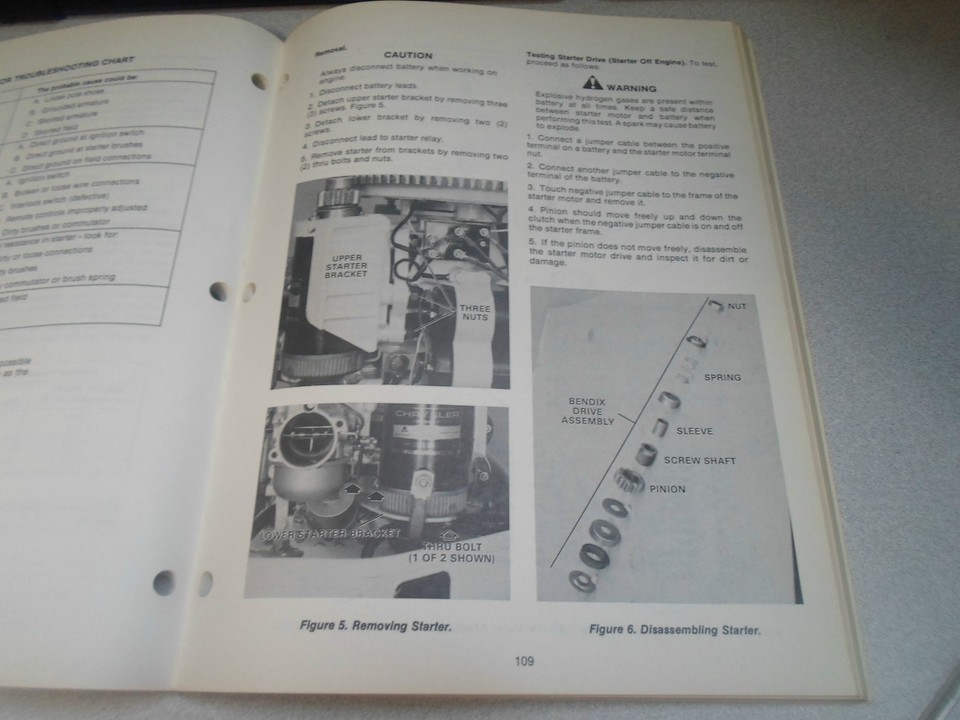 OR TROUBLESHOOTING CHART
The probable cause could be:
A. Loose pole shoes
B. Grounded armature
C. Shorted armature
D. Shorted field
A. Direct ground at ignition switch
B. Direct ground at starter brushes
C. Direct ground on field connections
A. Ignition switch
B. Broken or loose wire connections
Interlock switch (defective)
Remote controls improperly adjusted
Dirty brushes or commutator
resistance in starter - look for:
or loose connections
brushes
commutator or brush spring
field
possible
as the
Removal.
CAUTION
Always disconnect battery when working on
engine.
1. Disconnect battery leads.
2. Detach upper starter bracket by removing three
(3) screws. Figure 5.
3. Detach lower bracket by removing two (2)
screws.
4. Disconnect lead to starter relay.
5. Remove starter from brackets by removing two
(2) thru bolts and nuts.
UPPER
STARTER
BRACKET
THREE
NUTS
CHRYSLER
LOWER STARTER BRACKET
THRU BOLT
(1 OF 2 SHOWN)
Figure 5. Removing Starter.
Testing Starter Drive (Starter Off Engine). To test,
proceed as follows:
WARNING
Explosive hydrogen gases are present within
battery at all times. Keep a safe distance
between starter motor and battery when
performing this test. A spark may cause battery
to explode.
1. Connect a jumper cable between the positive
terminal on a battery and the starter motor terminal
nut.
2. Connect another jumper cable to the negative
terminal of the battery.
3. Touch negative jumper cable to the frame of the
starter motor and remove it.
4. Pinion should move freely up and down the
clutch when the negative jumper cable is on and off
the starter frame.
5. If the pinion does not move freely, disassemble
the starter motor drive and inspect it for dirt or
damage.
NUT
SPRING
BENDIX
DRIVE
ASSEMBLY
SLEEVE
SCREW SHAFT
PINION
Figure 6. Disassembling Starter.
109